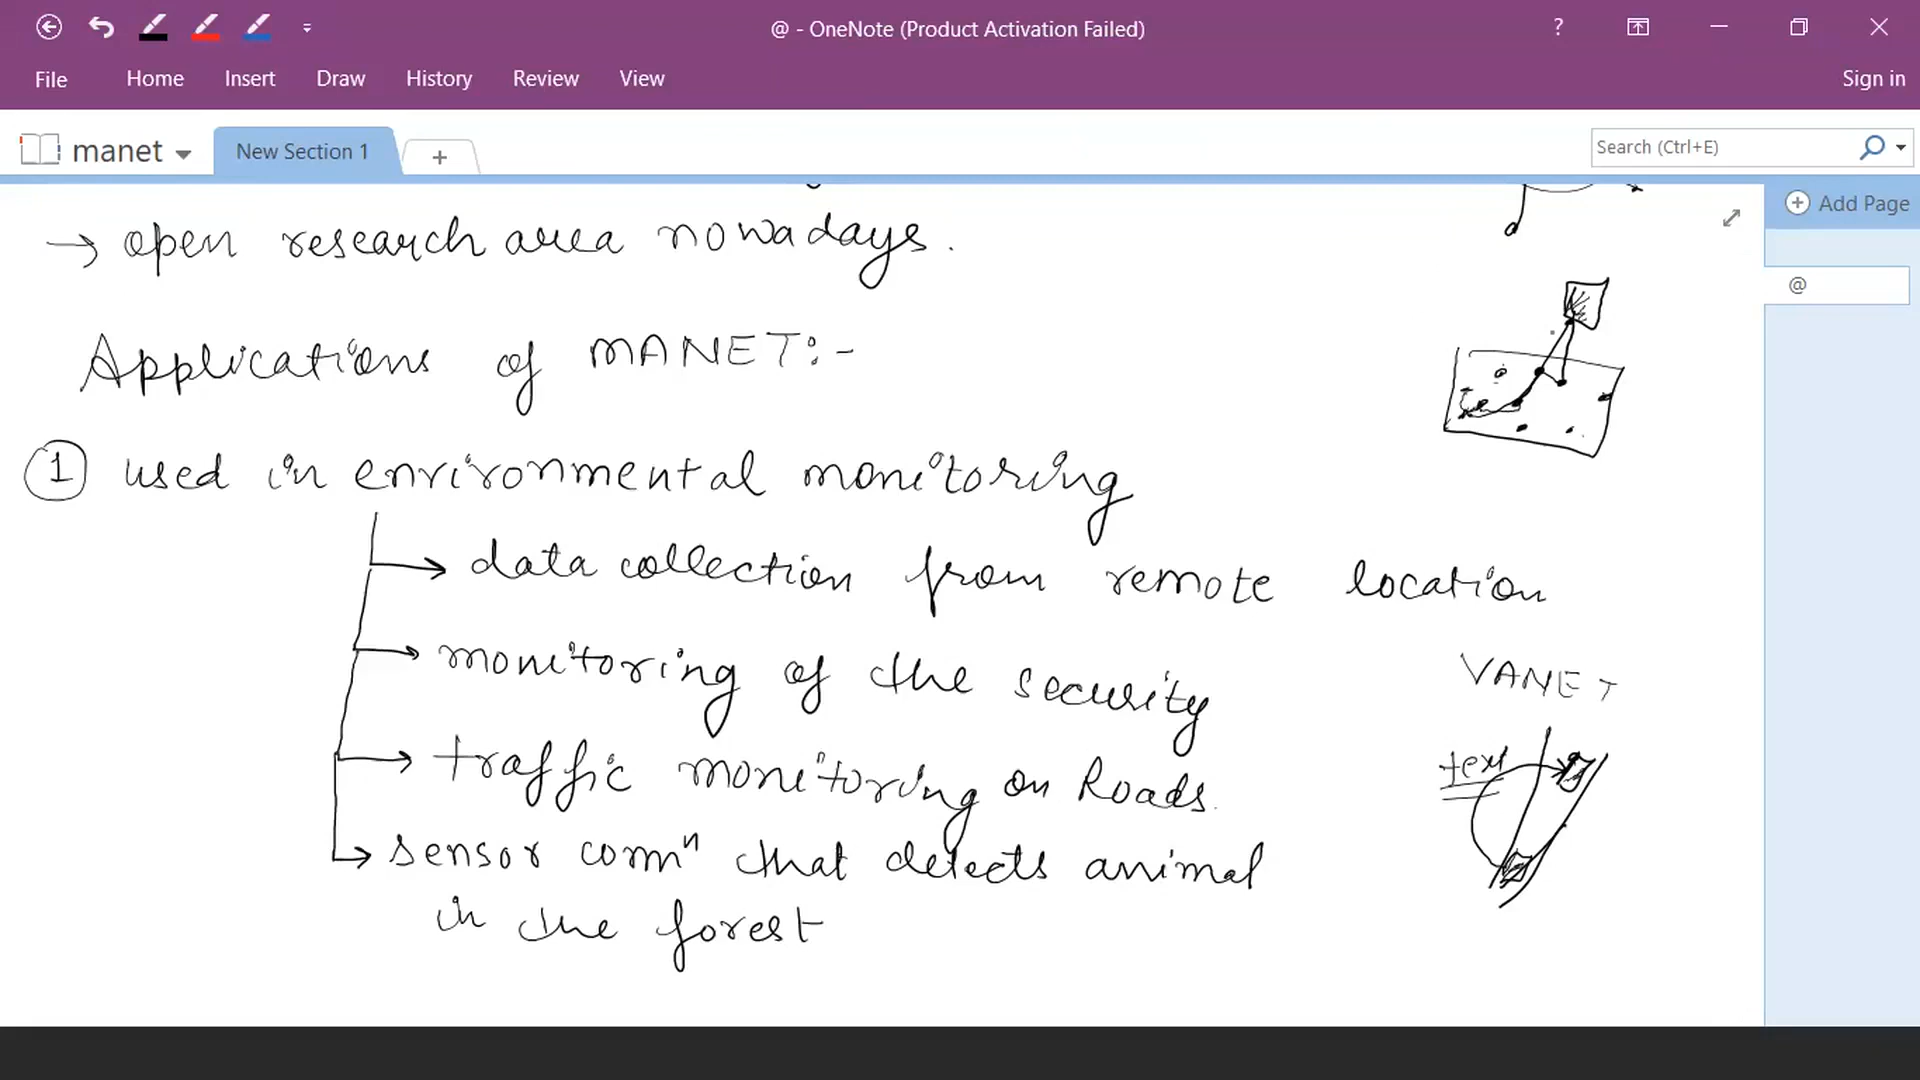 @ - OneNote (Product Activation Failed)
?
File Home Insert Draw History Review View Sign in
manet New Section 1 + Search (Ctrl+E)
Add Page
@
→ open research area nowadays.
Applications of MANET:-
① used in environmental monitoring
→ data collection from remote location
→ monitoring of the security
VANET
→ traffic monitoring on Roads.
text
→ sensor commⁿ that detects animal
in the forest